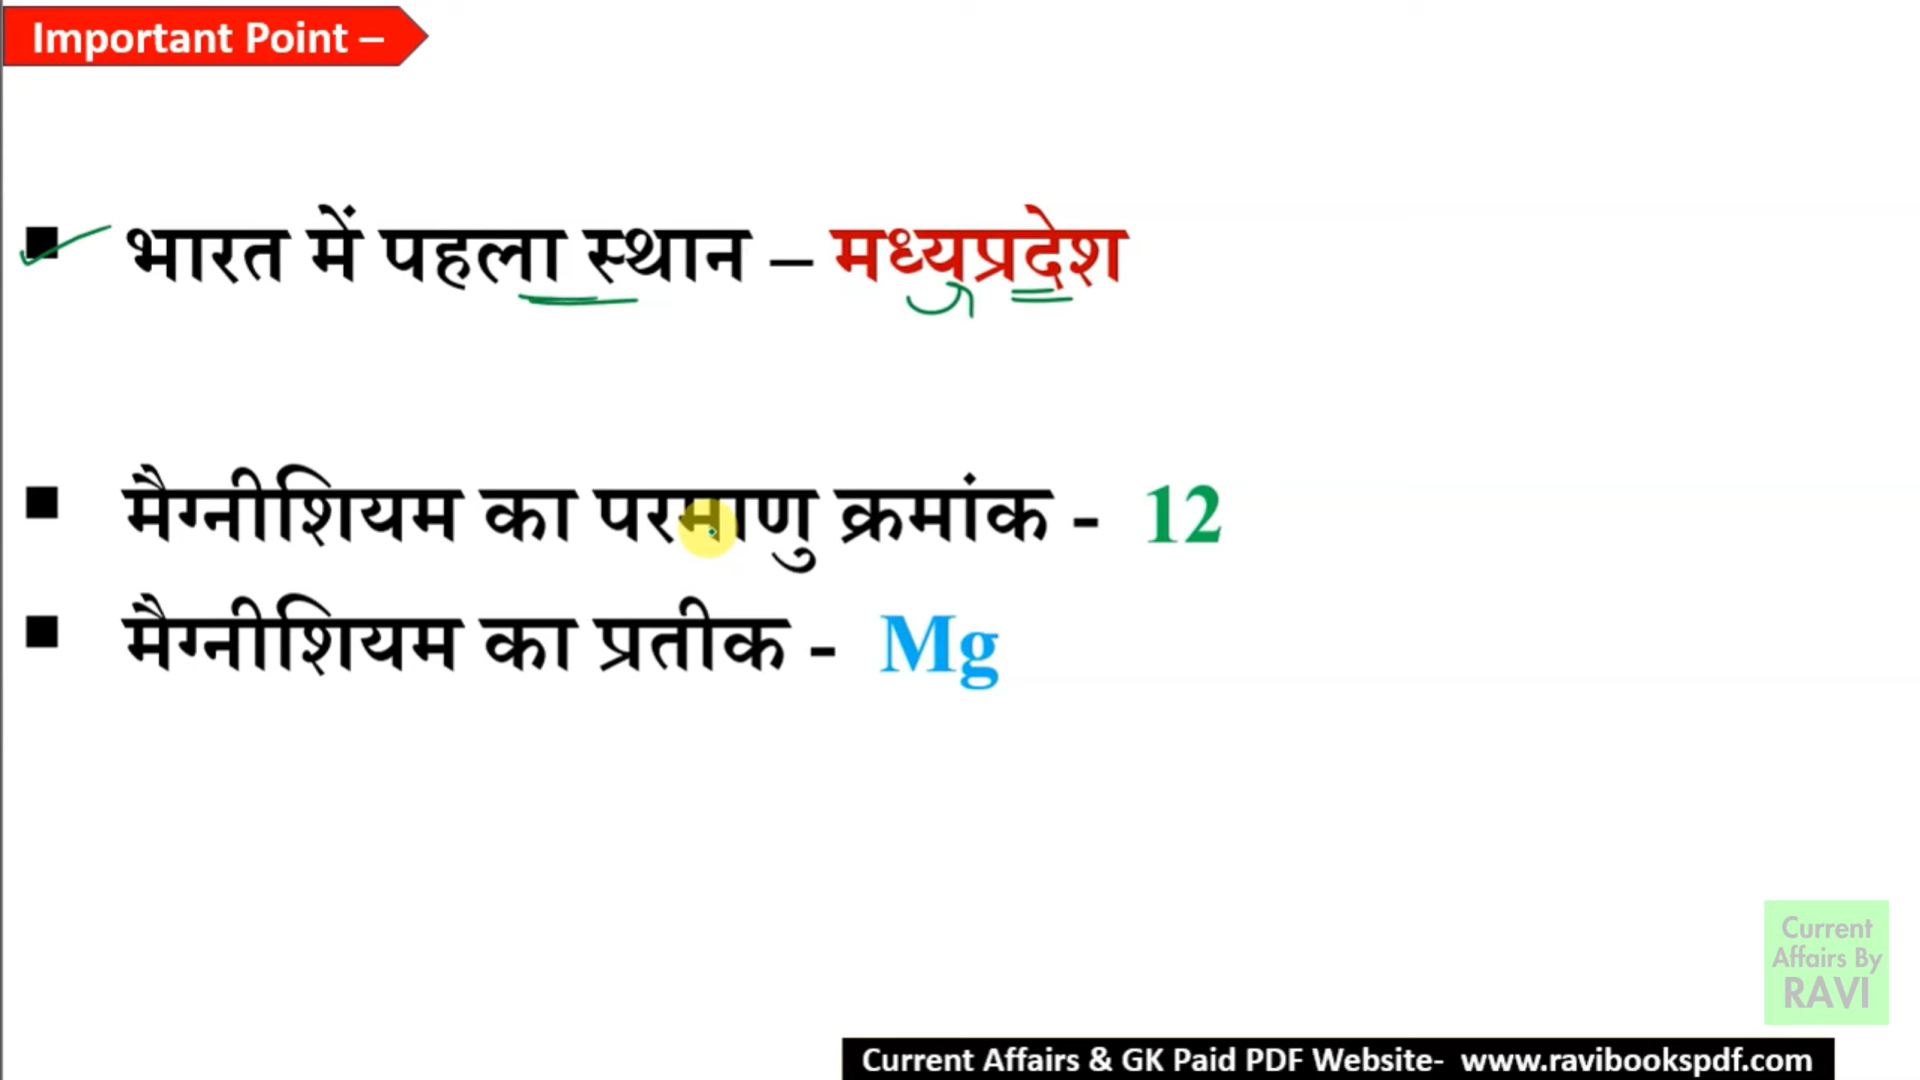 Important Point –
भारत में पहला स्थान – मध्यप्रदेश
मैग्नीशियम का परमाणु क्रमांक - 12
मैग्नीशियम का प्रतीक - Mg
Current
Affairs By
RAVI
Current Affairs & GK Paid PDF Website- www.ravibookspdf.com